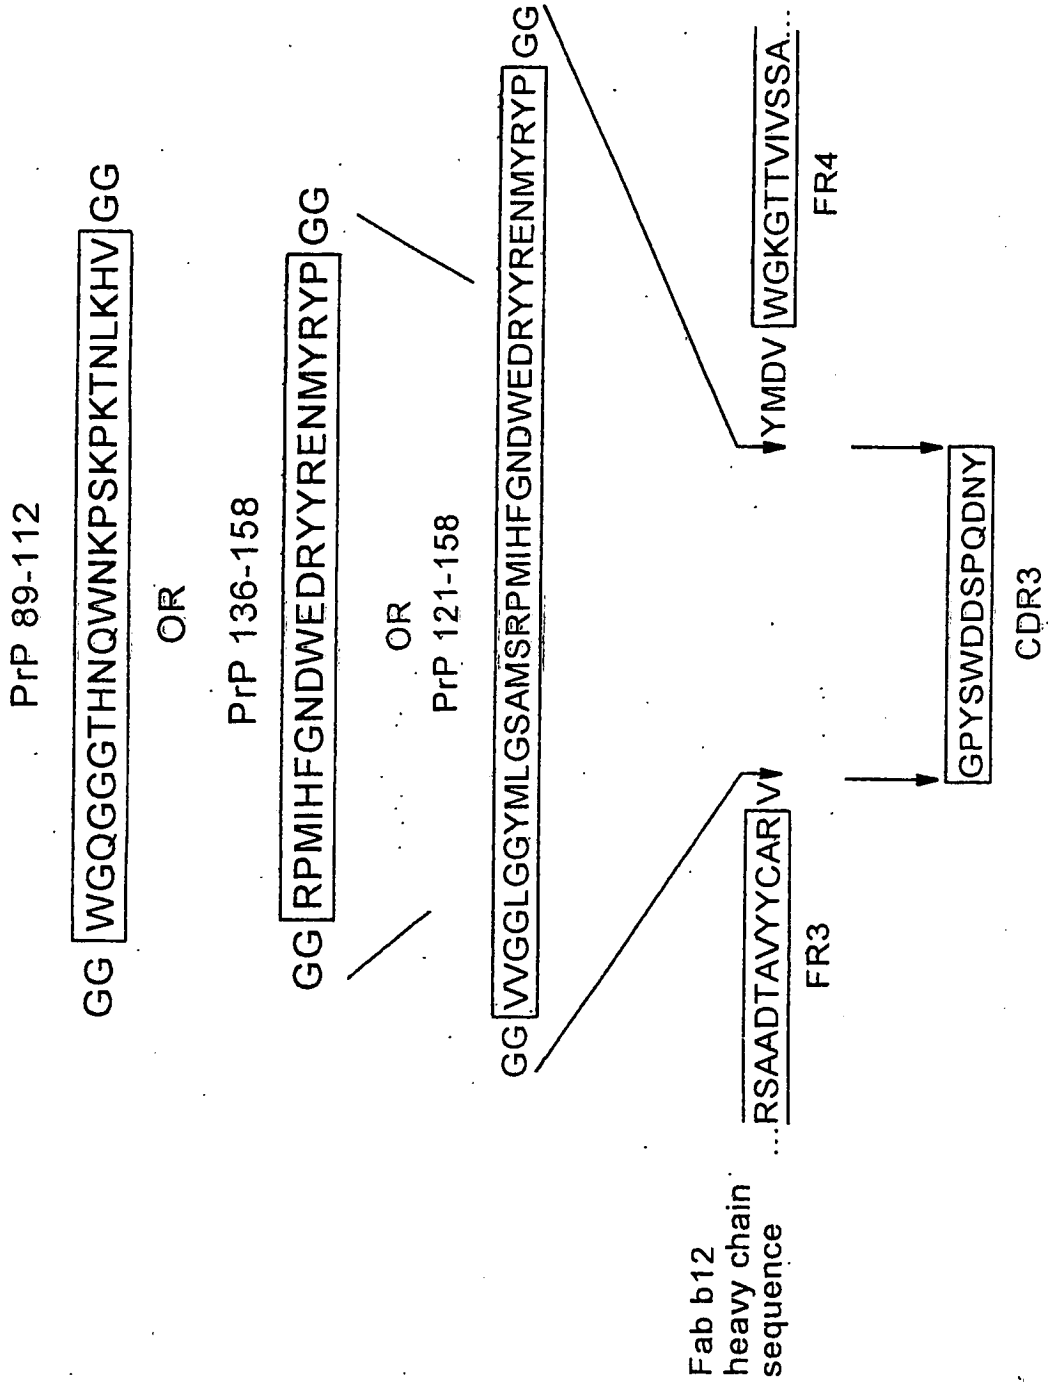 PrP 89-112
GG WGQGGGTHNQWNKPSKPKTNLKHV GG
OR
PrP 136-158
GG RPMIHFGNDWEDRYYRENMYRYP GG
OR
PrP 121-158
GG VVGGLGGYMLGSAMSRPMIHFGNDWEDRYYRENMYRYP GG
Fab b12
heavy chain
sequence
...RSAADTAVYYCAR V
YMDV WGKGTTVIVSSA...
FR3
FR4
GPYSWDDSPQDNY
CDR3